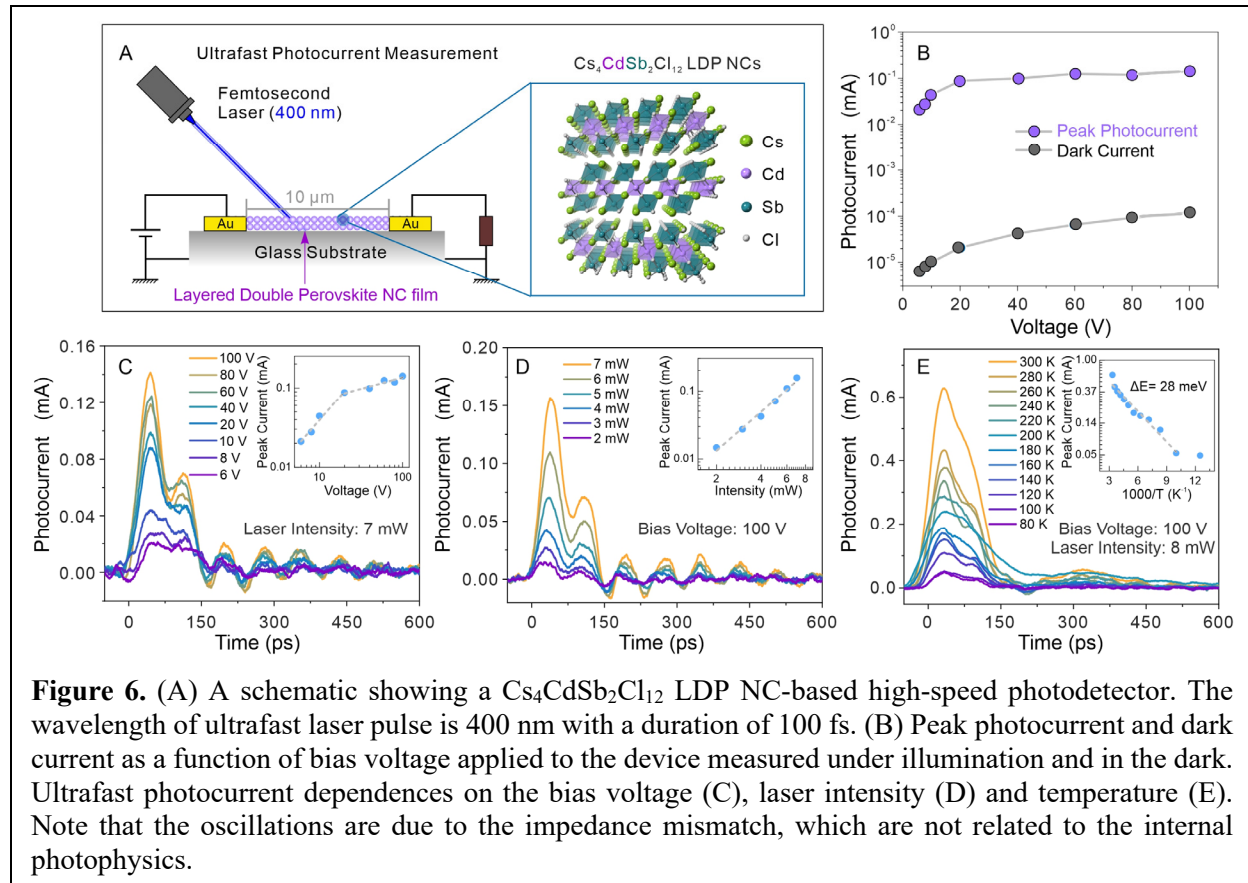 A
Ultrafast Photocurrent Measurement
Femtosecond
Laser (400 nm)
10 µm
Au
Au
Glass Substrate
Layered Double Perovskite NC film
Cs₄CdSb₂Cl₁₂ LDP NCs
Cs
Cd
Sb
Cl
B
Photocurrent (mA)
10⁰
10⁻¹
10⁻²
10⁻⁴
10⁻⁵
Peak Photocurrent
Dark Current
0 20 40 60 80 100
Voltage (V)
C
Photocurrent (mA)
0.16
0.12
0.08
0.04
0.00
100 V
80 V
60 V
40 V
20 V
10 V
8 V
6 V
Peak Current (mA)
0.1
0.01
10 100
Voltage (V)
Laser Intensity: 7 mW
0 150 300 450 600
Time (ps)
D
Photocurrent (mA)
0.20
0.15
0.10
0.05
0.00
7 mW
6 mW
5 mW
4 mW
3 mW
2 mW
Peak Current (mA)
0.1
0.01
2 4 6 8
Intensity (mW)
Bias Voltage: 100 V
0 150 300 450 600
Time (ps)
E
Photocurrent (mA)
0.6
0.4
0.2
0.0
300 K
280 K
260 K
240 K
220 K
200 K
180 K
160 K
140 K
120 K
100 K
80 K
Peak Current (mA)
1.00
0.37
0.14
0.05
ΔE= 28 meV
3 6 9 12
1000/T (K⁻¹)
Bias Voltage: 100 V
Laser Intensity: 8 mW
0 150 300 450 600
Time (ps)
Figure 6. (A) A schematic showing a Cs₄CdSb₂Cl₁₂ LDP NC-based high-speed photodetector. The
wavelength of ultrafast laser pulse is 400 nm with a duration of 100 fs. (B) Peak photocurrent and dark
current as a function of bias voltage applied to the device measured under illumination and in the dark.
Ultrafast photocurrent dependences on the bias voltage (C), laser intensity (D) and temperature (E).
Note that the oscillations are due to the impedance mismatch, which are not related to the internal
photophysics.